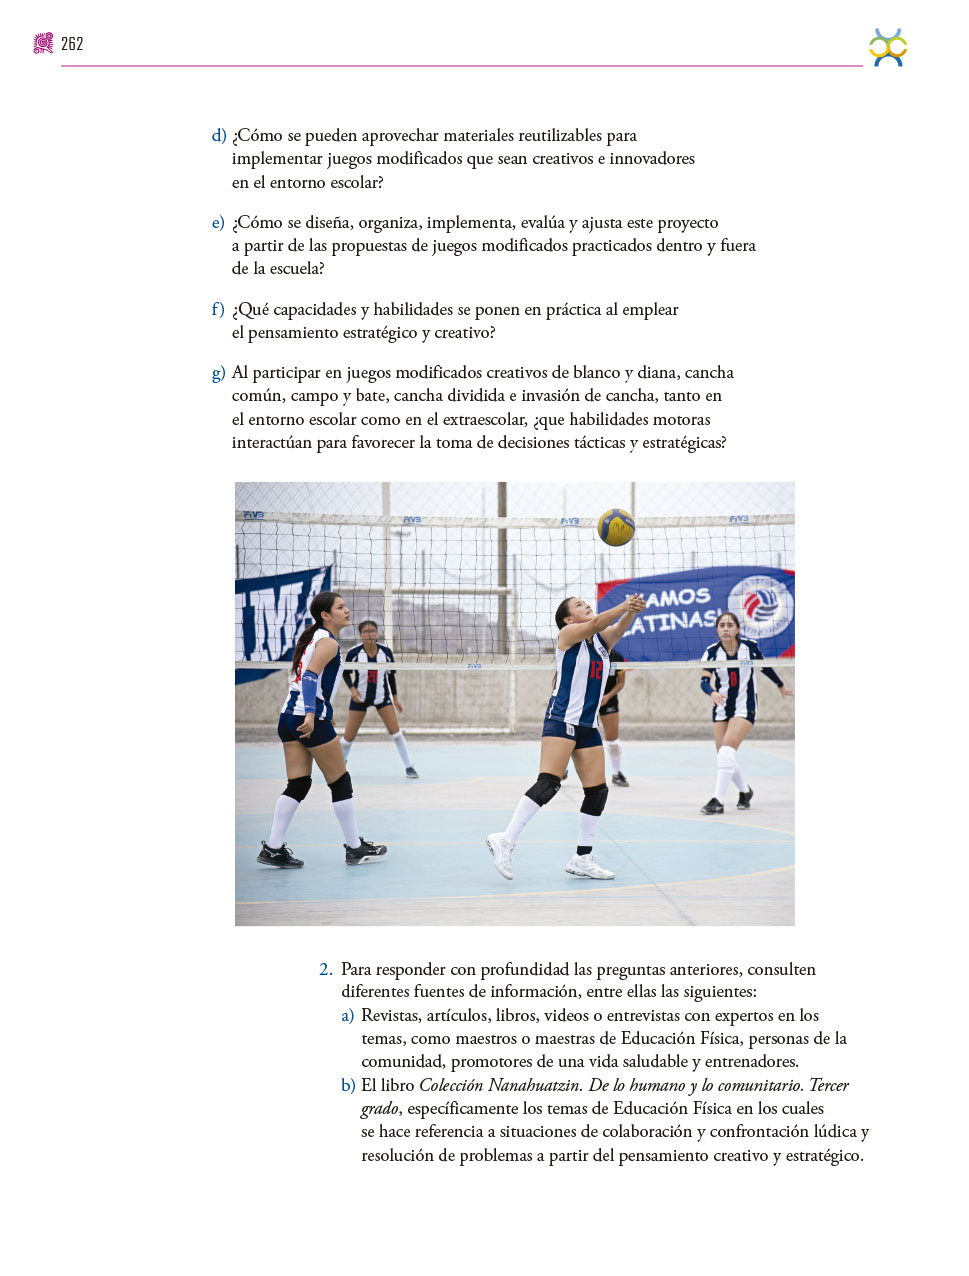 262
d) ¿Cómo se pueden aprovechar materiales reutilizables para
implementar juegos modificados que sean creativos e innovadores
en el entorno escolar?
e) ¿Cómo se diseña, organiza, implementa, evalúa y ajusta este proyecto
a partir de las propuestas de juegos modificados practicados dentro y fuera
de la escuela?
f) ¿Qué capacidades y habilidades se ponen en práctica al emplear
el pensamiento estratégico y creativo?
g) Al participar en juegos modificados creativos de blanco y diana, cancha
común, campo y bate, cancha dividida e invasión de cancha, tanto en
el entorno escolar como en el extraescolar, ¿que habilidades motoras
interactúan para favorecer la toma de decisiones tácticas y estratégicas?
FIVB
FIVB
FIVB
FIVB
VAMOS
LATINAS!
FIVB
12
2. Para responder con profundidad las preguntas anteriores, consulten
diferentes fuentes de información, entre ellas las siguientes:
a) Revistas, artículos, libros, videos o entrevistas con expertos en los
temas, como maestros o maestras de Educación Física, personas de la
comunidad, promotores de una vida saludable y entrenadores.
b) El libro Colección Nanahuatzin. De lo humano y lo comunitario. Tercer
grado, específicamente los temas de Educación Física en los cuales
se hace referencia a situaciones de colaboración y confrontación lúdica y
resolución de problemas a partir del pensamiento creativo y estratégico.